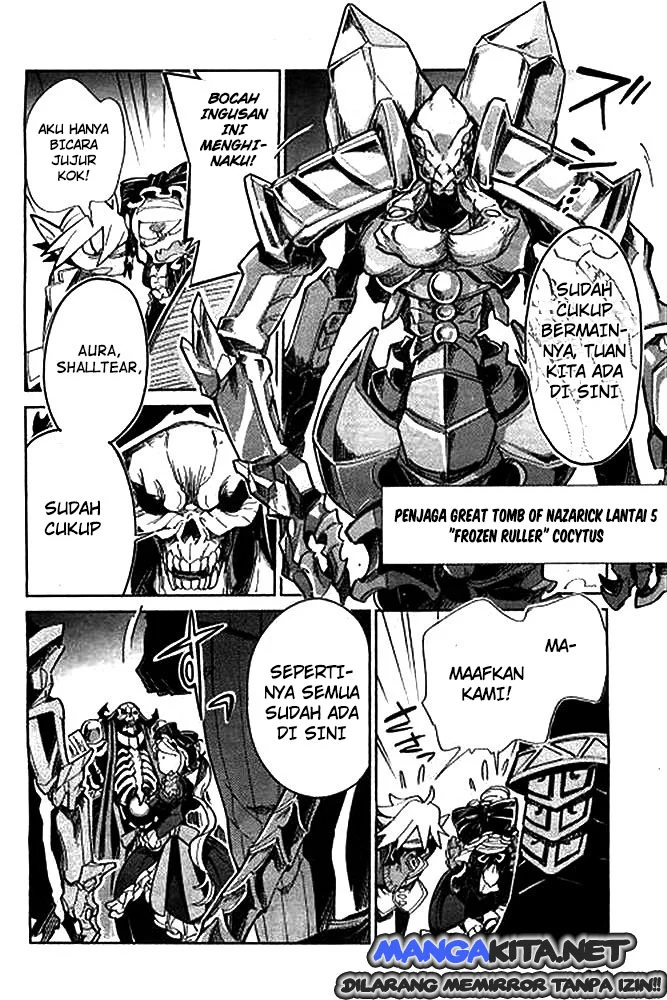 SUDAH
CUKUP
BERMAIN-
NYA, TUAN
KITA ADA
DI SINI
BOCAH
INGUSAN
INI
MENGHI-
NAKU!
AKU HANYA
BICARA
JUJUR
KOK!
PENJAGA GREAT TOMB OF NAZARICK LANTAI 5
"FROZEN RULLER" COCYTUS
AURA,
SHALLTEAR,
SUDAH
CUKUP
MA-
MAAFKAN
KAMI!
SEPERTI-
NYA SEMUA
SUDAH ADA
DI SINI
MANGAKITA.NET
DILARANG MEMIRROR TANPA IZIN!!